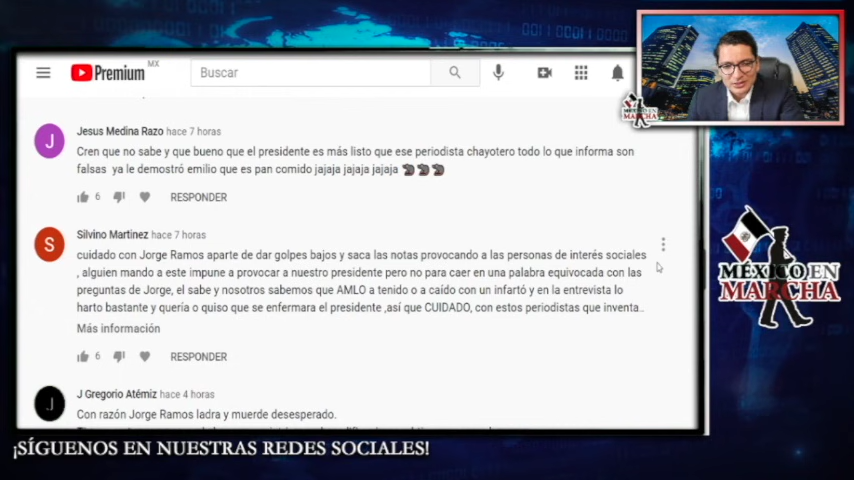 Premium MX
Buscar
J
Jesus Medina Razo hace 7 horas
Cren que no sabe y que bueno que el presidente es más listo que ese periodista chayotero todo lo que informa son
falsas ya le demostró emilio que es pan comido jajaja jajaja jajaja
6 RESPONDER
S
Silvino Martinez hace 7 horas
cuidado con Jorge Ramos aparte de dar golpes bajos y saca las notas provocando a las personas de interés sociales
, alguien mando a este impune a provocar a nuestro presidente pero no para caer en una palabra equivocada con las
preguntas de Jorge, el sabe y nosotros sabemos que AMLO a tenido o a caído con un infartó y en la entrevista lo
harto bastante y quería o quiso que se enfermara el presidente ,así que CUIDADO, con estos periodistas que inventa..
Más información
6 RESPONDER
J
J Gregorio Atémiz hace 4 horas
Con razón Jorge Ramos ladra y muerde desesperado.
MÉXICO EN
MARCHA
MÉXICO EN
MARCHA
¡SÍGUENOS EN NUESTRAS REDES SOCIALES!